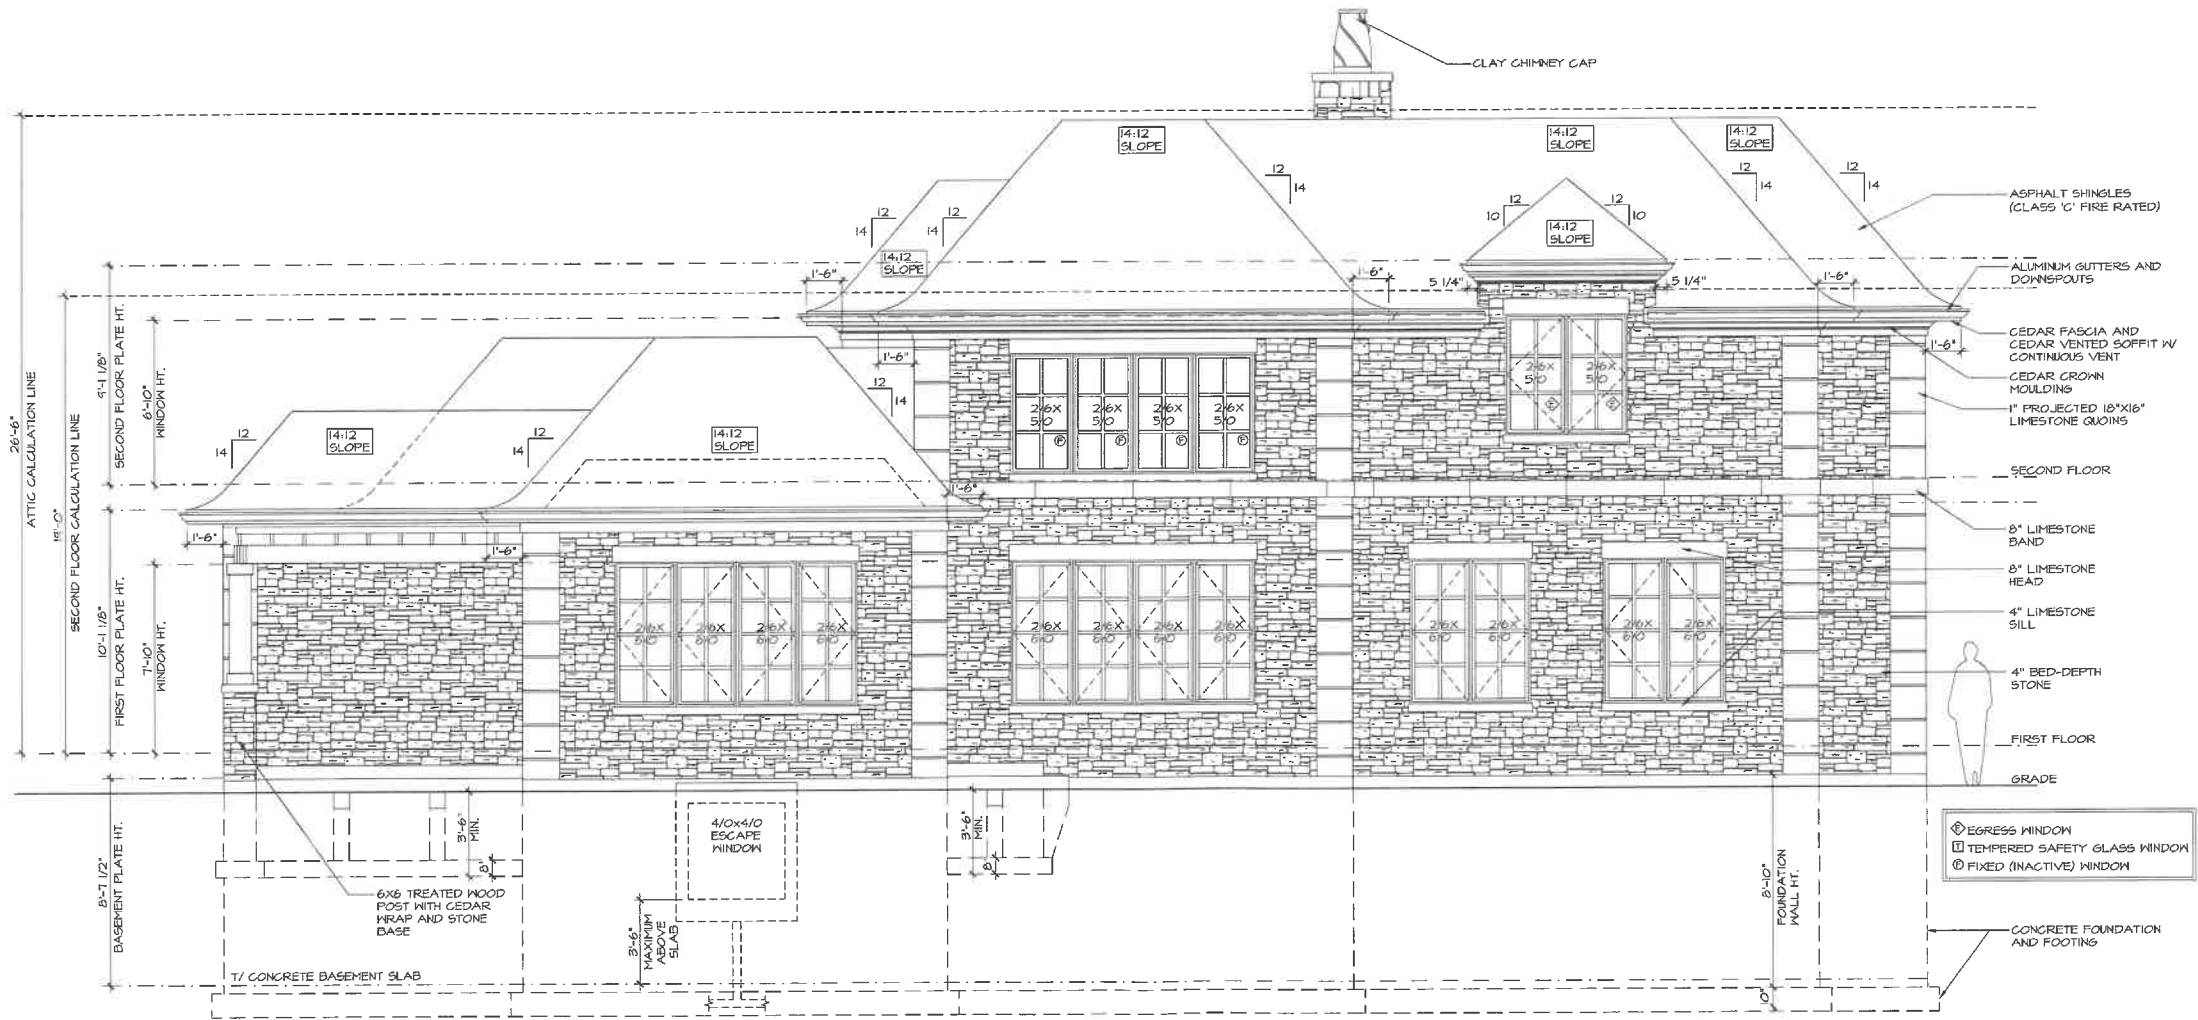 CLAY CHIMNEY CAP
14:12
SLOPE
14:12
SLOPE
14:12
SLOPE
12
14
12
14
12
14
ASPHALT SHINGLES
(CLASS 'C' FIRE RATED)
12
14
12
14
12
10
12
10
14:12
SLOPE
14:12
SLOPE
1'-6"
1'-6"
5 1/4"
5 1/4"
1'-6"
ALUMINUM GUTTERS AND
DOWNSPOUTS
CEDAR FASCIA AND
CEDAR VENTED SOFFIT W/
CONTINUOUS VENT
1'-6"
1'-6"
CEDAR CROWN
MOULDING
1" PROJECTED 18"X16"
LIMESTONE QUOINS
26'-6"
ATTIC CALCULATION LINE
19'-0"
SECOND FLOOR CALCULATION LINE
9'-1 1/8"
SECOND FLOOR PLATE HT.
6'-10"
WINDOW HT.
12
14
2/6X
5/0
2/6X
5/0
E
E
2/6X
5/0
2/6X
5/0
2/6X
5/0
2/6X
5/0
F
F
F
F
12
14
14:12
SLOPE
12
14
14:12
SLOPE
SECOND FLOOR
1'-6"
8" LIMESTONE
BAND
1'-6"
1'-6"
8" LIMESTONE
HEAD
10'-1 1/8"
FIRST FLOOR PLATE HT.
7'-10"
WINDOW HT.
2/6X
6/0
2/6X
6/0
2/6X
6/0
2/6X
6/0
2/6X
6/0
2/6X
6/0
2/6X
6/0
2/6X
6/0
2/6X
6/0
2/6X
6/0
2/6X
6/0
2/6X
6/0
4" LIMESTONE
SILL
4" BED-DEPTH
STONE
FIRST FLOOR
GRADE
8'-7 1/2"
BASEMENT PLATE HT.
3'-6"
MIN.
8"
4/0x4/0
ESCAPE
WINDOW
3'-6"
MIN.
8"
E EGRESS WINDOW
T TEMPERED SAFETY GLASS WINDOW
F FIXED (INACTIVE) WINDOW
6X6 TREATED WOOD
POST WITH CEDAR
WRAP AND STONE
BASE
3'-6"
MAXIMUM
ABOVE
SLAB
8'-10"
FOUNDATION
WALL HT.
CONCRETE FOUNDATION
AND FOOTING
T/ CONCRETE BASEMENT SLAB
10"